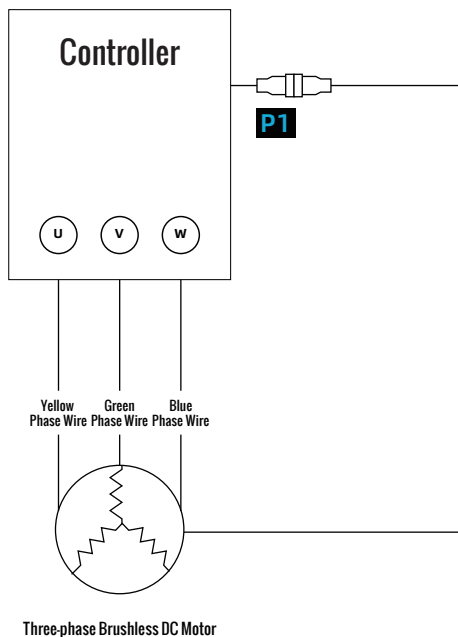 Controller
P1
U V W
Yellow Green Blue
Phase Wire Phase Wire Phase Wire
Three-phase Brushless DC Motor